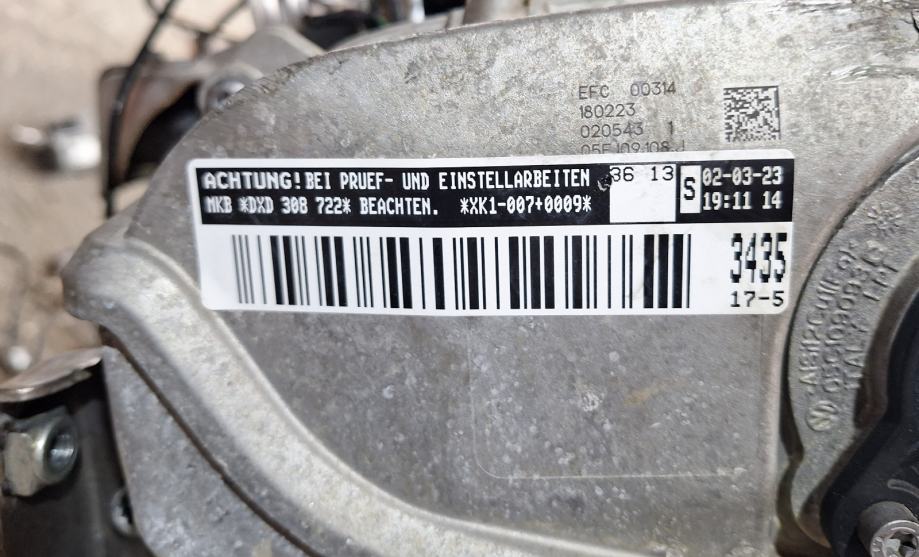 EFC 00314
180223
020543 1
ACHTUNG! BEI PRUEF- UND EINSTELLARBEITEN
MKB *DXD 308 722* BEACHTEN. *XK1-007+0009*
36 13
S
02-03-23
19:11 14
3435
17-5